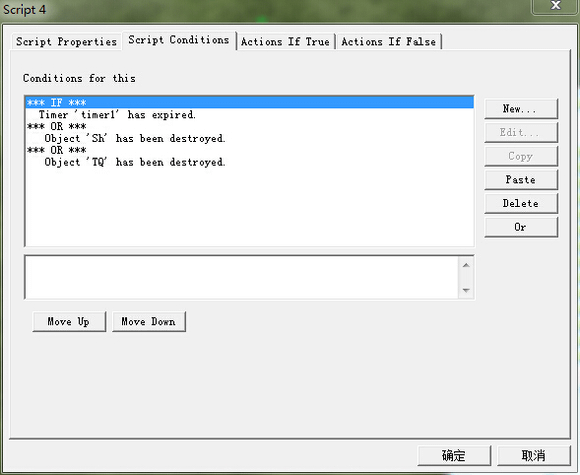 Script 4
X
Script Properties
Script Conditions
Actions If True
Actions If False
Conditions for this
*** IF ***
Timer 'timer1' has expired.
*** OR ***
Object 'Sh' has been destroyed.
*** OR ***
Object 'TQ' has been destroyed.
New...
Edit...
Copy
Paste
Delete
Or
Move Up
Move Down
确定
取消